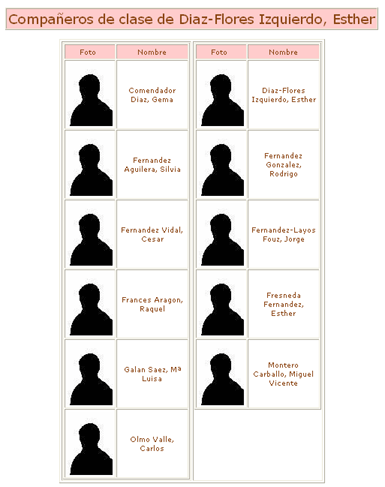 Compañeros de clase de Diaz-Flores Izquierdo, Esther
Foto Nombre Foto Nombre
Comendador
Diaz, Gema
Diaz-Flores
Izquierdo, Esther
Fernandez
Aguilera, Silvia
Fernandez
Gonzalez,
Rodrigo
Fernandez Vidal,
Cesar
Fernandez-Layos
Fouz, Jorge
Frances Aragon,
Raquel
Fresneda
Fernandez,
Esther
Galan Saez, Mª
Luisa
Montero
Carballo, Miguel
Vicente
Olmo Valle,
Carlos